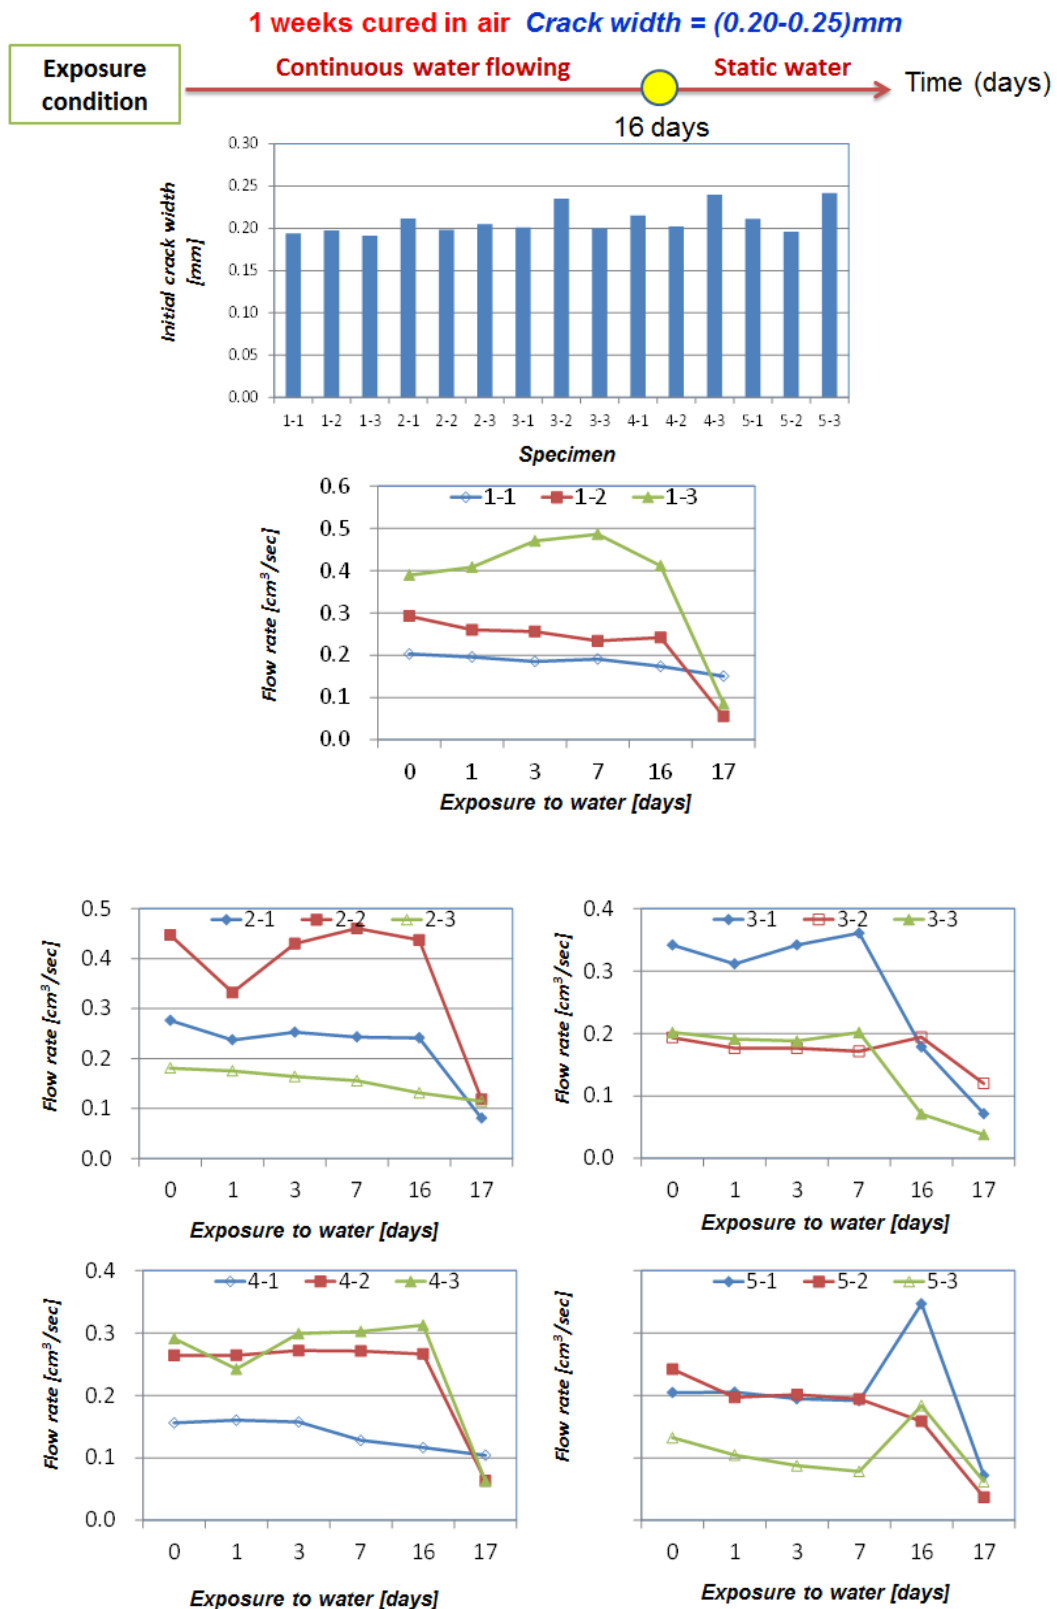 1 weeks cured in air Crack width = (0.20-0.25)mm
Exposure condition
Continuous water flowing
Static water
Time (days)
16 days
Initial crack width [mm]
0.30
0.25
0.20
0.15
0.10
0.05
0.00
1-1 1-2 1-3 2-1 2-2 2-3 3-1 3-2 3-3 4-1 4-2 4-3 5-1 5-2 5-3
Specimen
Flow rate [cm³/sec]
0.6
0.5
0.4
0.3
0.2
0.1
0.0
1-1 1-2 1-3
0 1 3 7 16 17
Exposure to water [days]
Flow rate [cm³/sec]
0.5
0.4
0.3
0.2
0.1
0.0
2-1 2-2 2-3
0 1 3 7 16 17
Exposure to water [days]
Flow rate [cm³/sec]
0.4
0.3
0.2
0.1
0.0
3-1 3-2 3-3
0 1 3 7 16 17
Exposure to water [days]
Flow rate [cm³/sec]
0.4
0.3
0.2
0.1
0.0
4-1 4-2 4-3
0 1 3 7 16 17
Exposure to water [days]
Flow rate [cm³/sec]
0.4
0.3
0.2
0.1
0.0
5-1 5-2 5-3
0 1 3 7 16 17
Exposure to water [days]